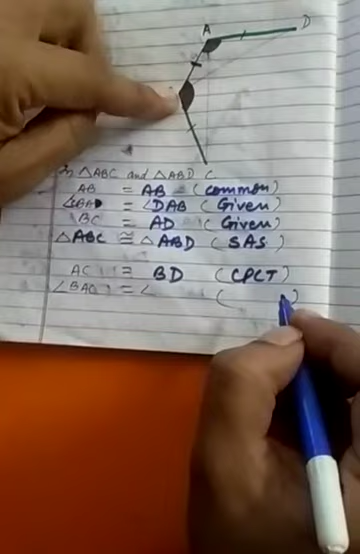 A D
In △ABC and △ABD
C
AB = AB (common)
∠BAD = ∠DAB (Given)
BC = AD (Given)
△ABC ≅ △ABD (SAS)
AC = BD (CPCT)
∠BAC = ∠ ( )